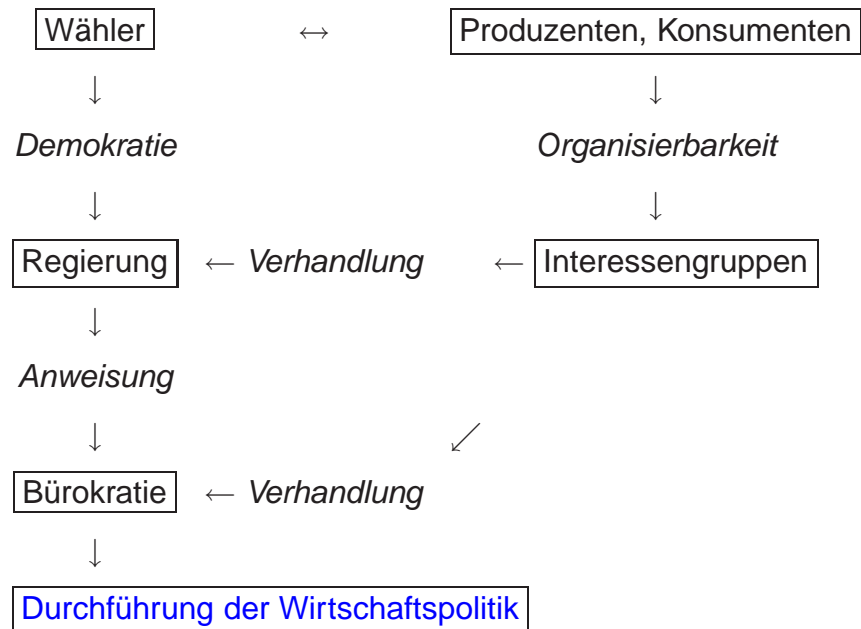 Wähler ↔ Produzenten, Konsumenten
↓ ↓
Demokratie Organisierbarkeit
↓ ↓
Regierung ← Verhandlung ← Interessengruppen
↓
Anweisung
↓ ↙
Bürokratie ← Verhandlung
↓
Durchführung der Wirtschaftspolitik